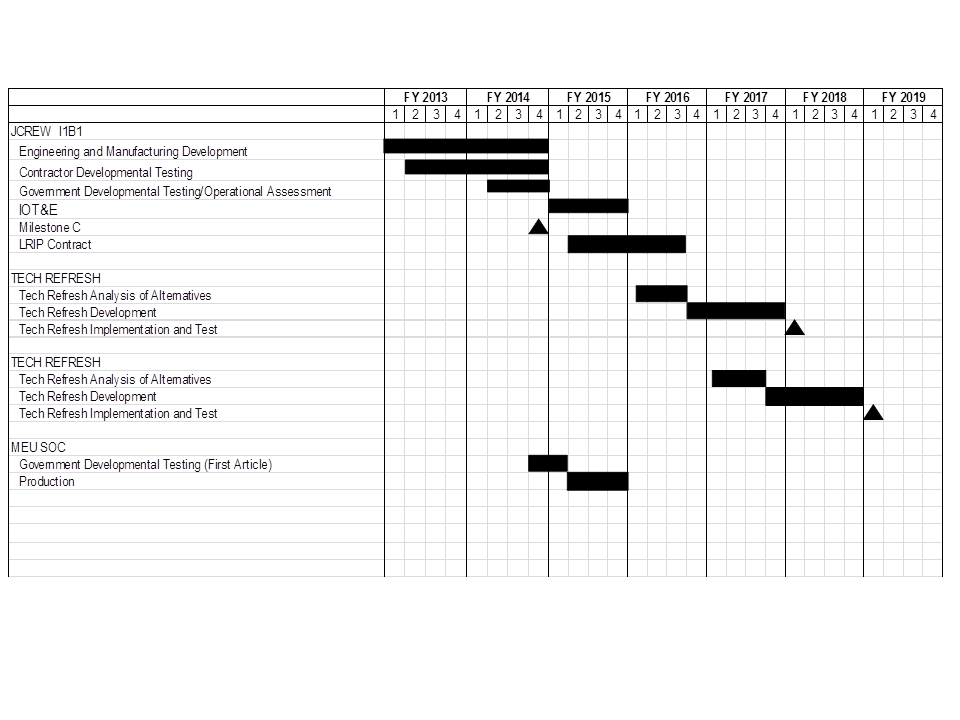 FY 2013 FY 2014 FY 2015 FY 2016 FY 2017 FY 2018 FY 2019
1 2 3 4 1 2 3 4 1 2 3 4 1 2 3 4 1 2 3 4 1 2 3 4 1 2 3 4
JCREW I1B1
Engineering and Manufacturing Development
Contractor Developmental Testing
Government Developmental Testing/Operational Assessment
IOT&E
Milestone C
LRIP Contract
TECH REFRESH
Tech Refresh Analysis of Alternatives
Tech Refresh Development
Tech Refresh Implementation and Test
TECH REFRESH
Tech Refresh Analysis of Alternatives
Tech Refresh Development
Tech Refresh Implementation and Test
MEU SOC
Government Developmental Testing (First Article)
Production